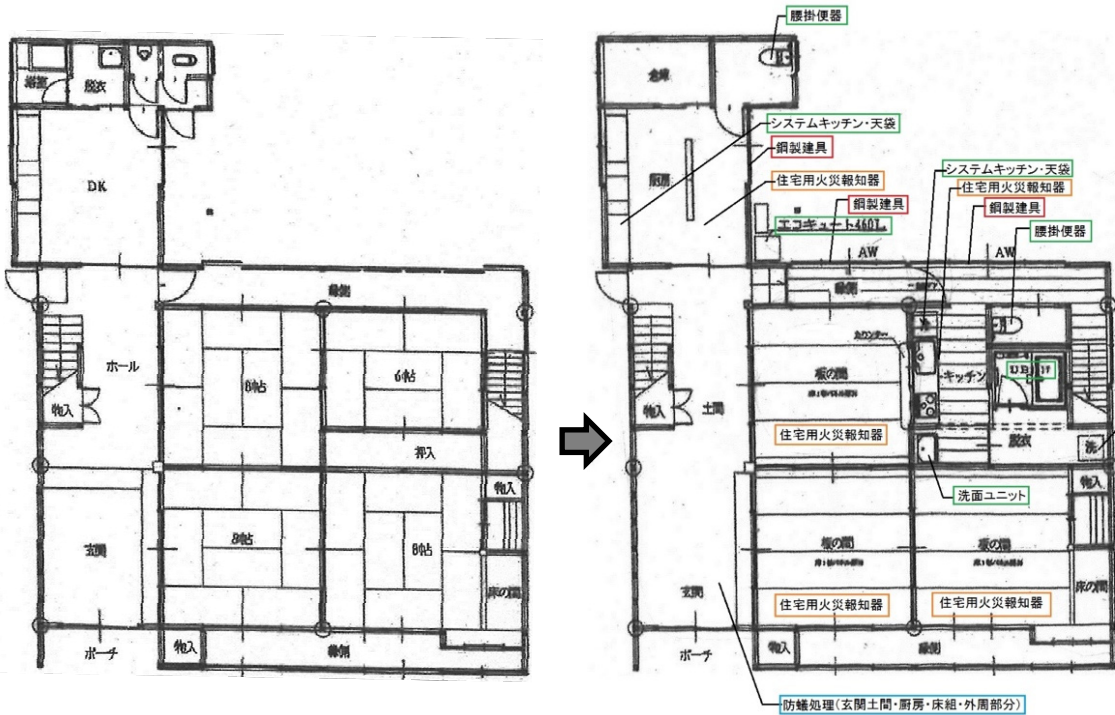 浴室
脱衣
DK
縁側
ホール
8帖
6帖
物入
押入
物入
玄関
8帖
8帖
床の間
ポーチ
物入
縁側
腰掛便器
倉庫
システムキッチン・天袋
鋼製建具
システムキッチン・天袋
厨房
住宅用火災報知器
住宅用火災報知器
鋼製建具
鋼製建具
エコキュート460L
腰掛便器
AW
AW
縁側
カウンター
板の間
キッチン
物入
土間
住宅用火災報知器
脱衣
洗
物入
洗面ユニット
板の間
板の間
玄関
住宅用火災報知器
住宅用火災報知器
床の間
ポーチ
物入
縁側
防蟻処理(玄関土間・厨房・床組・外周部分)